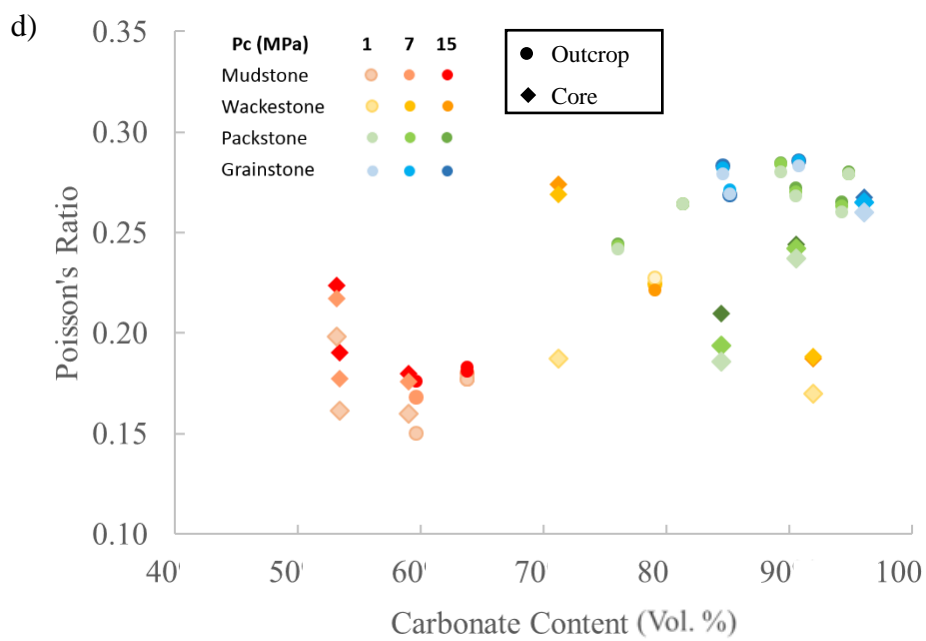 d)
0.35
Pc (MPa) 1 7 15
Mudstone
Wackestone
Packstone
Grainstone
Outcrop
Core
0.30
0.25
0.20
0.15
0.10
Poisson's Ratio
40 50 60 70 80 90 100
Carbonate Content (Vol. %)